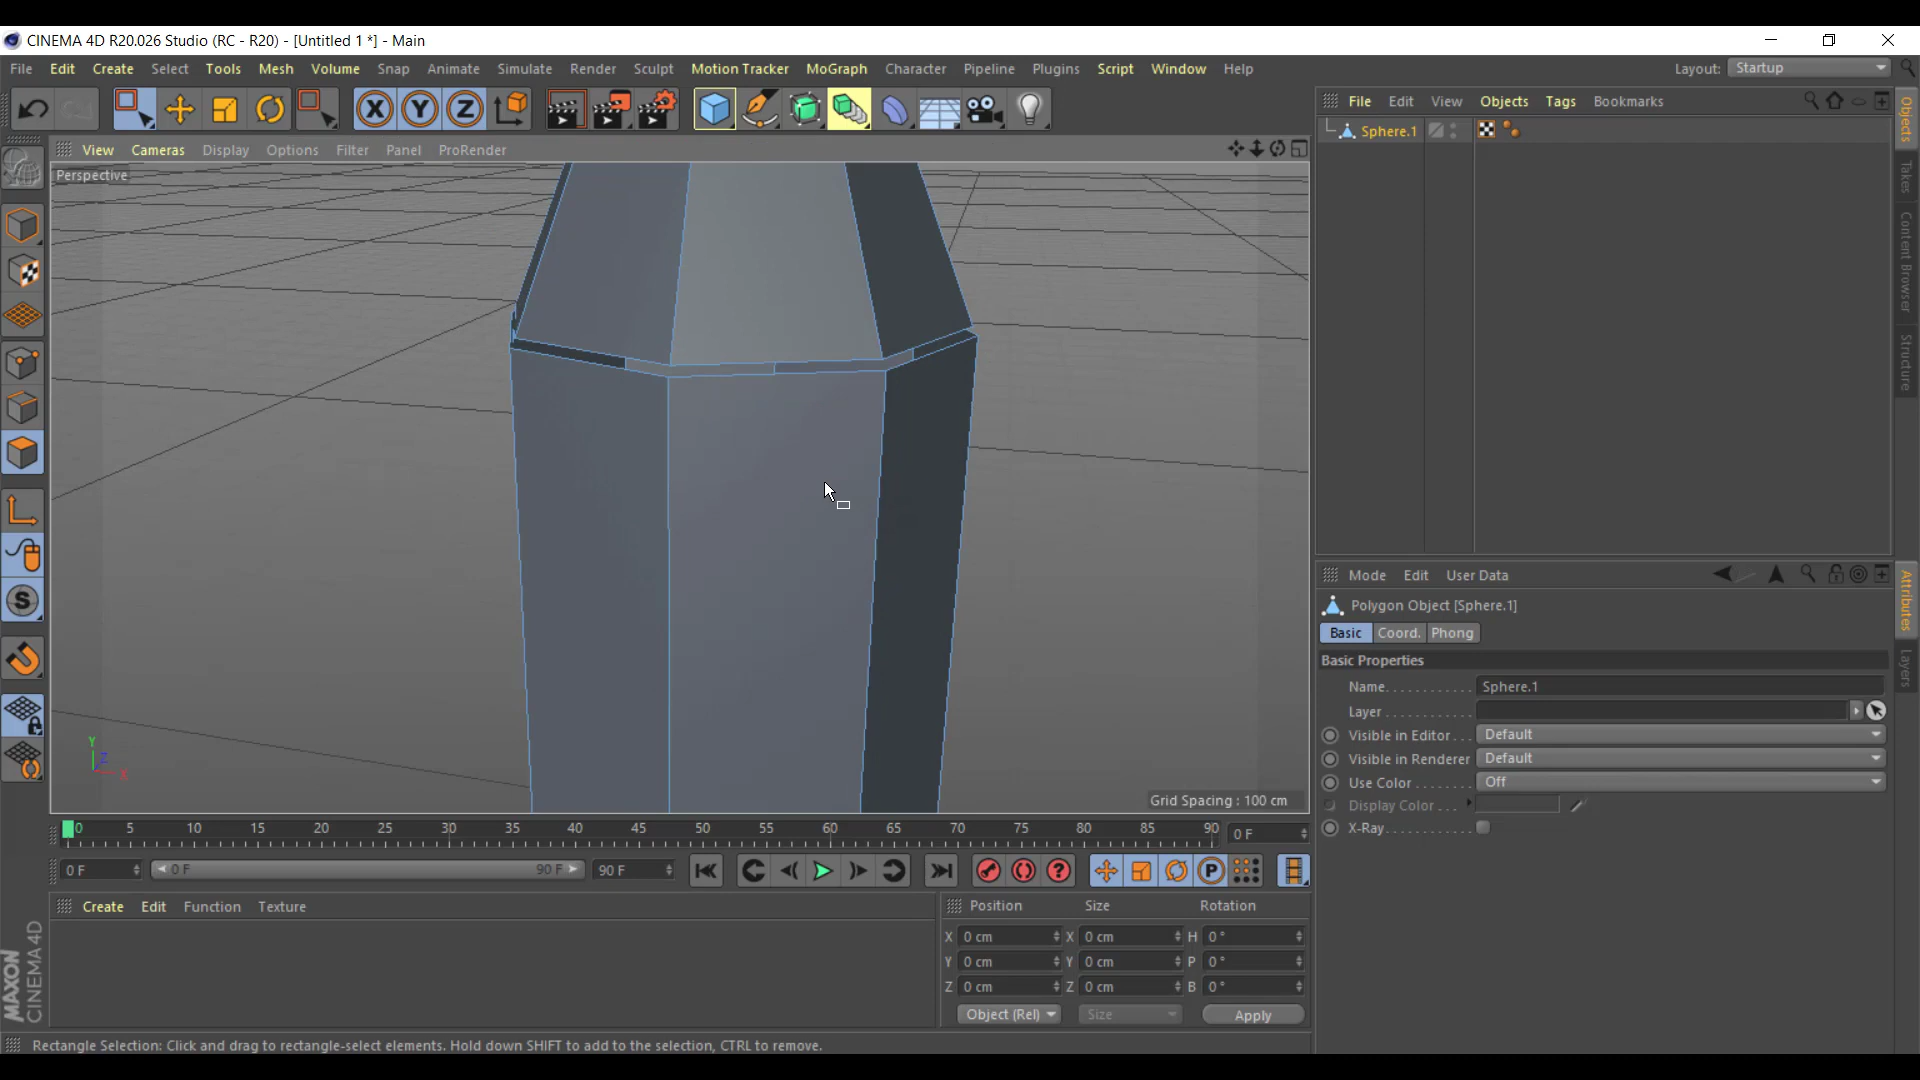 CINEMA 4D R20.026 Studio (RC - R20) - [Untitled 1 *] - Main
File Edit Create Select Tools Mesh Volume Snap Animate Simulate Render Sculpt Motion Tracker MoGraph Character Pipeline Plugins Script Window Help Layout: Startup
X Y Z
File Edit View Objects Tags Bookmarks
Sphere.1
Objects
Takes
Content Browser
Structure
View Cameras Display Options Filter Panel ProRender
Perspective
S
Y
Z
X
Grid Spacing : 100 cm
Mode Edit User Data
Polygon Object [Sphere.1]
Basic Coord. Phong
Basic Properties
Name. . . . . . . . . . . Sphere.1
Layer . . . . . . . . . . .
Visible in Editor . . . Default
Visible in Renderer Default
Use Color . . . . . . . . Off
Display Color . . .
X-Ray. . . . . . . . . . . .
Attributes
Layers
0 5 10 15 20 25 30 35 40 45 50 55 60 65 70 75 80 85 90 0 F
0 F 0 F 90 F 90 F ? P
Create Edit Function Texture
Position Size Rotation
X 0 cm X 0 cm H 0 °
Y 0 cm Y 0 cm P 0 °
Z 0 cm Z 0 cm B 0 °
Object (Rel) Size Apply
MAXON
CINEMA 4D
Rectangle Selection: Click and drag to rectangle-select elements. Hold down SHIFT to add to the selection, CTRL to remove.